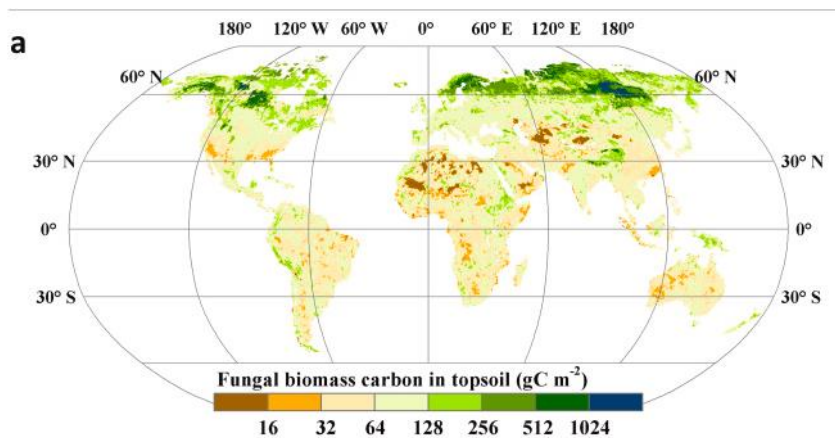 180° 120° W 60° W 0° 60° E 120° E 180°
a
60° N 60° N
30° N 30° N
0° 0°
30° S 30° S
Fungal biomass carbon in topsoil (gC m⁻²)
16 32 64 128 256 512 1024